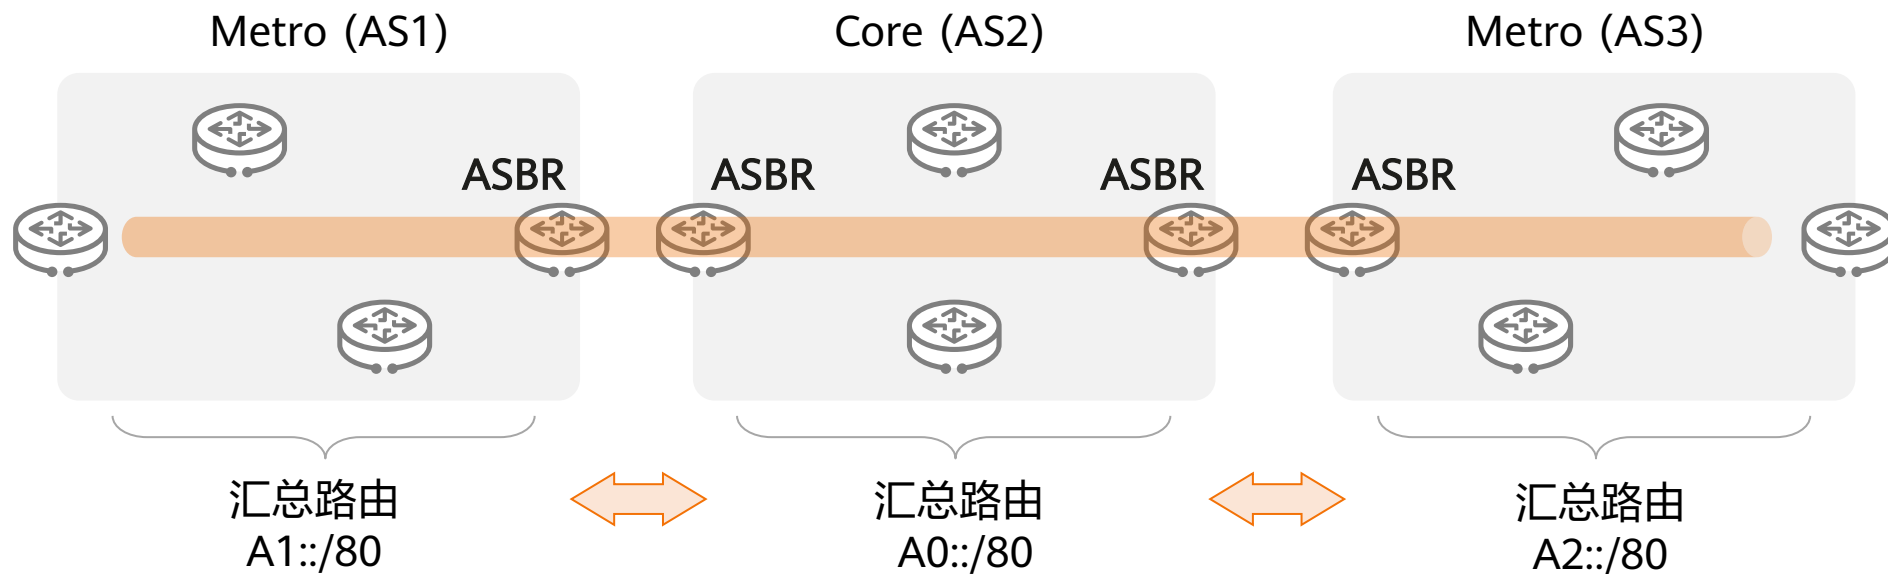 Metro (AS1)
Core (AS2)
Metro (AS3)
ASBR
ASBR
ASBR
ASBR
汇总路由
A1::/80
汇总路由
A0::/80
汇总路由
A2::/80